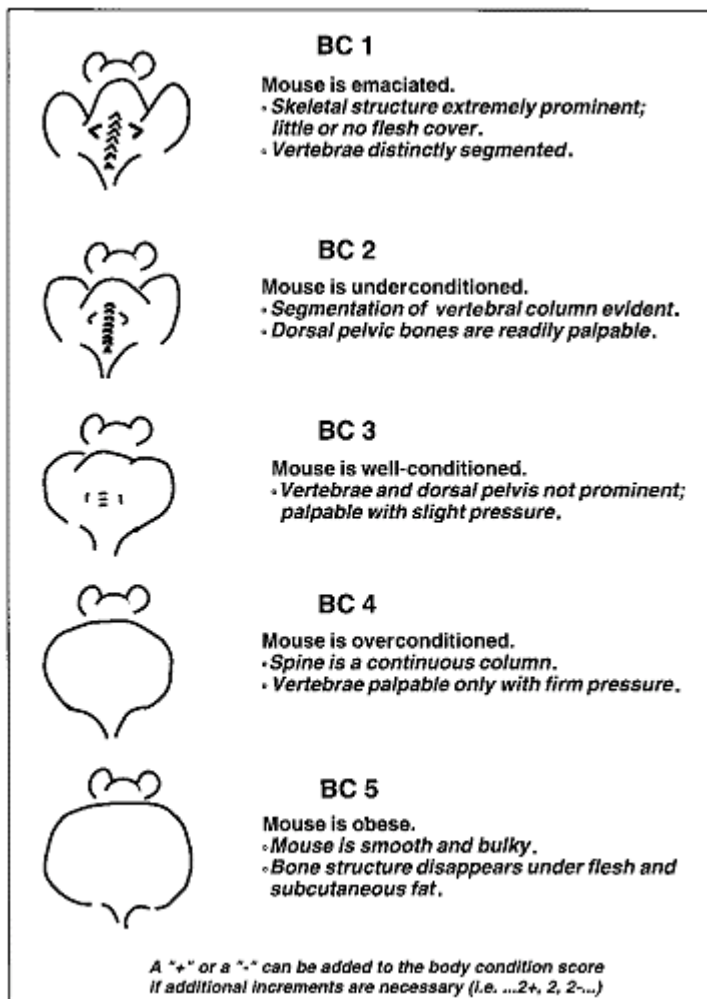 BC 1
Mouse is emaciated.
• Skeletal structure extremely prominent;
little or no flesh cover.
• Vertebrae distinctly segmented.
BC 2
Mouse is underconditioned.
• Segmentation of vertebral column evident.
• Dorsal pelvic bones are readily palpable.
BC 3
Mouse is well-conditioned.
• Vertebrae and dorsal pelvis not prominent;
palpable with slight pressure.
BC 4
Mouse is overconditioned.
• Spine is a continuous column.
• Vertebrae palpable only with firm pressure.
BC 5
Mouse is obese.
• Mouse is smooth and bulky.
• Bone structure disappears under flesh and
subcutaneous fat.
A "+" or a "-" can be added to the body condition score
if additional increments are necessary (i.e. ...2+, 2, 2-...)